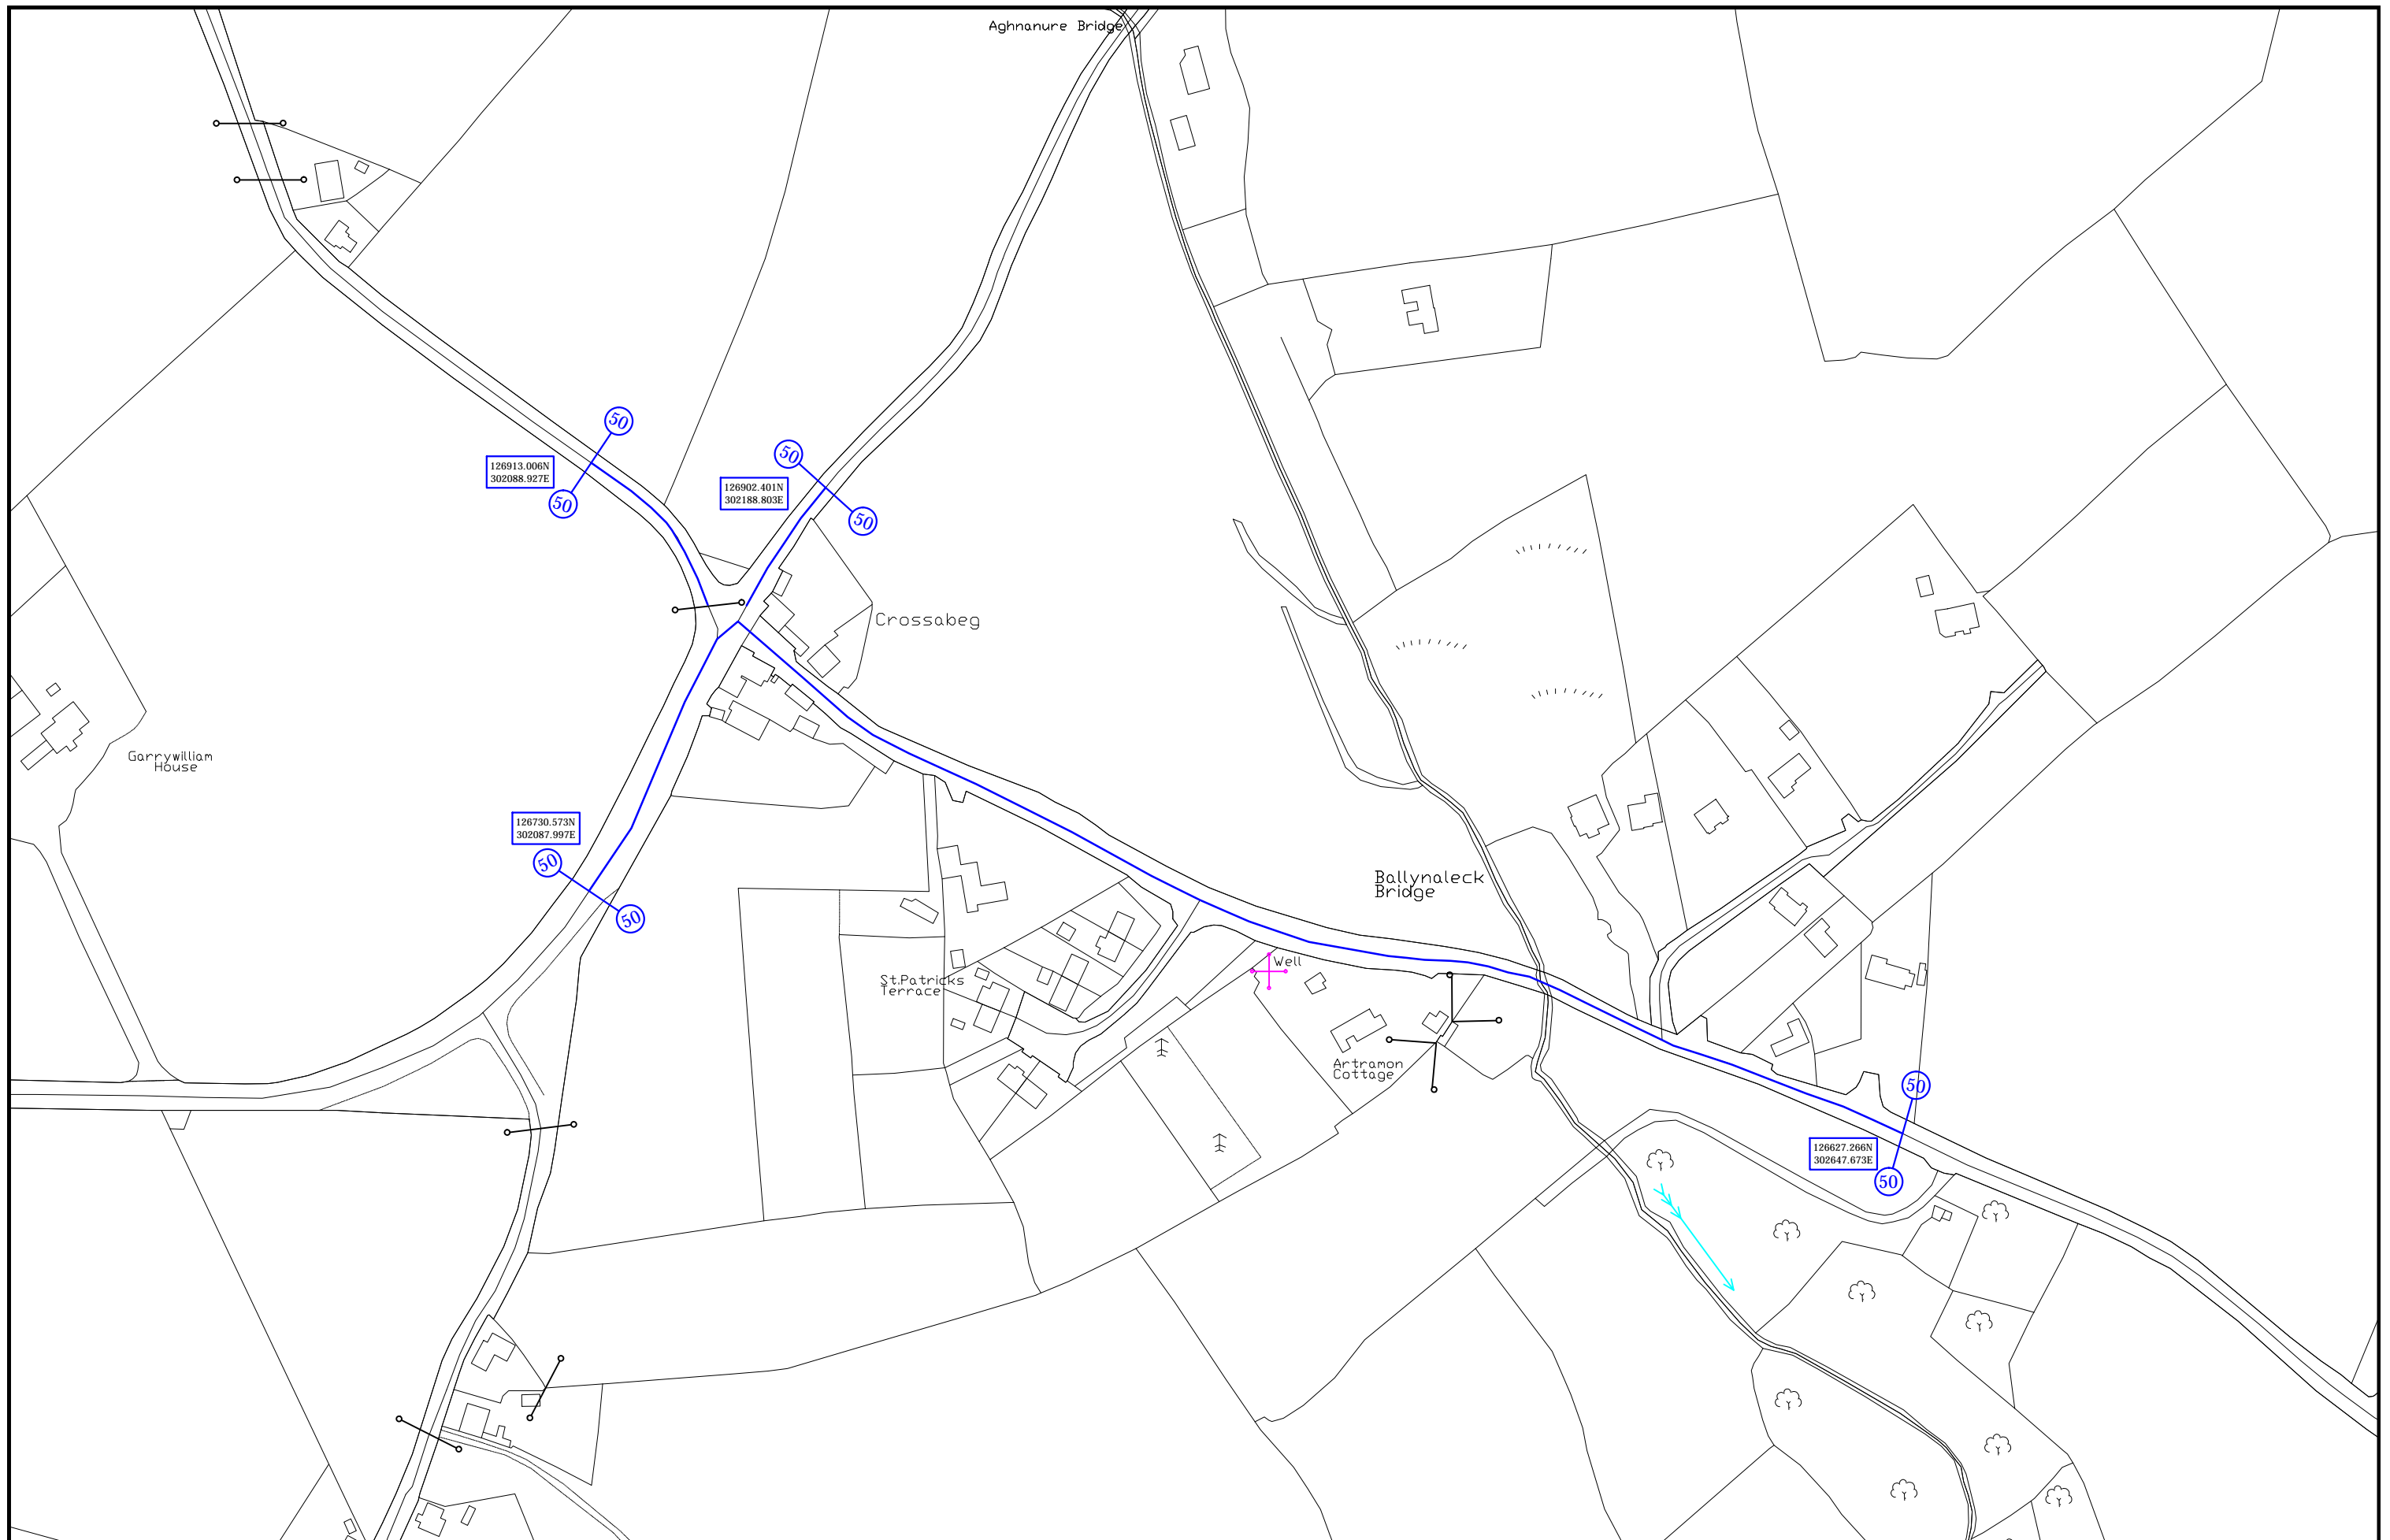 Aghnanure Bridge
50
50
126913.006N
302088.927E
50
50
126902.401N
302188.803E
Crossabeg
Garrywilliam
House
126730.573N
302087.997E
50
50
Ballynaleck
Bridge
Well
St.Patricks
Terrace
Artramon
Cottage
50
126627.266N
302647.673E
50